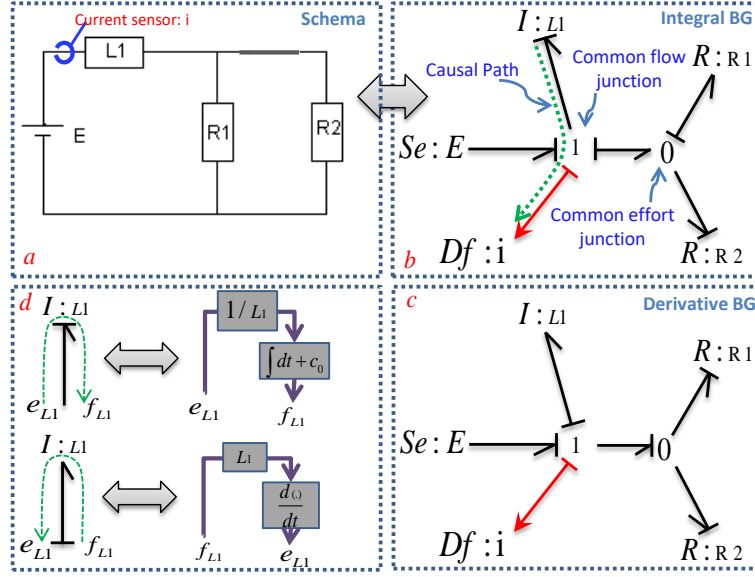 Current sensor: i
Schema
L1
E
R1
R2
a
Integral BG
I : L1
Causal Path
Common flow
junction
R : R1
Se : E
1
0
Common effort
junction
Df : i
R : R2
b
d
I : L1
1/ L1
∫ dt + c0
eL1
fL1
fL1
eL1
I : L1
L1
d (.)
dt
eL1
fL1
fL1
eL1
c
Derivative BG
I : L1
R : R1
Se : E
1
0
Df : i
R : R2